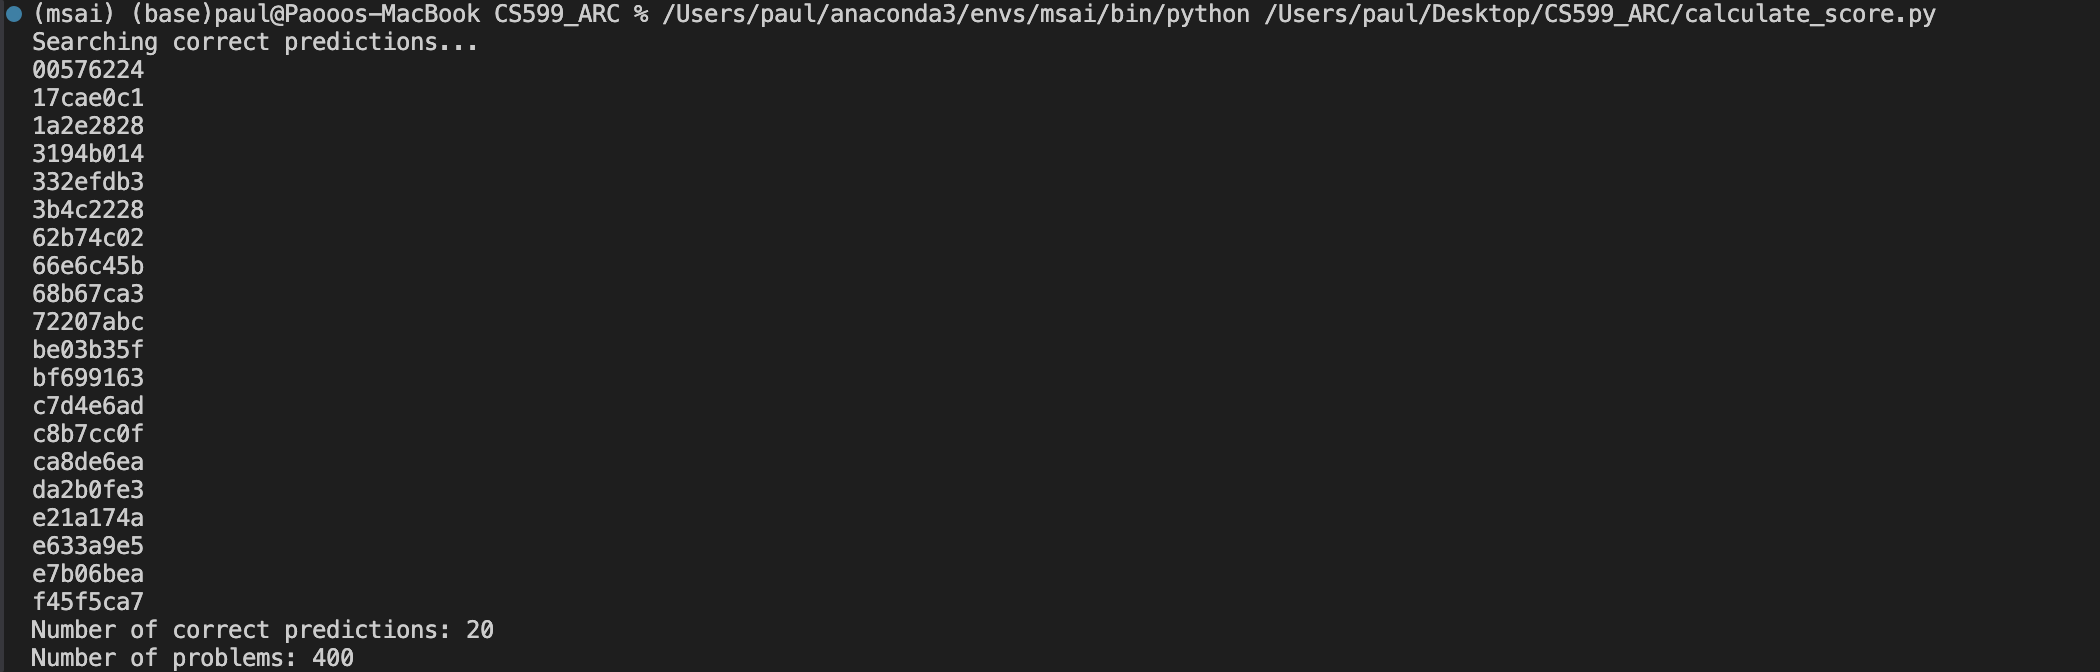 (msai) (base)paul@Paooos-MacBook CS599_ARC % /Users/paul/anaconda3/envs/msai/bin/python /Users/paul/Desktop/CS599_ARC/calculate_score.py
Searching correct predictions...
00576224
17cae0c1
1a2e2828
3194b014
332efdb3
3b4c2228
62b74c02
66e6c45b
68b67ca3
72207abc
be03b35f
bf699163
c7d4e6ad
c8b7cc0f
ca8de6ea
da2b0fe3
e21a174a
e633a9e5
e7b06bea
f45f5ca7
Number of correct predictions: 20
Number of problems: 400